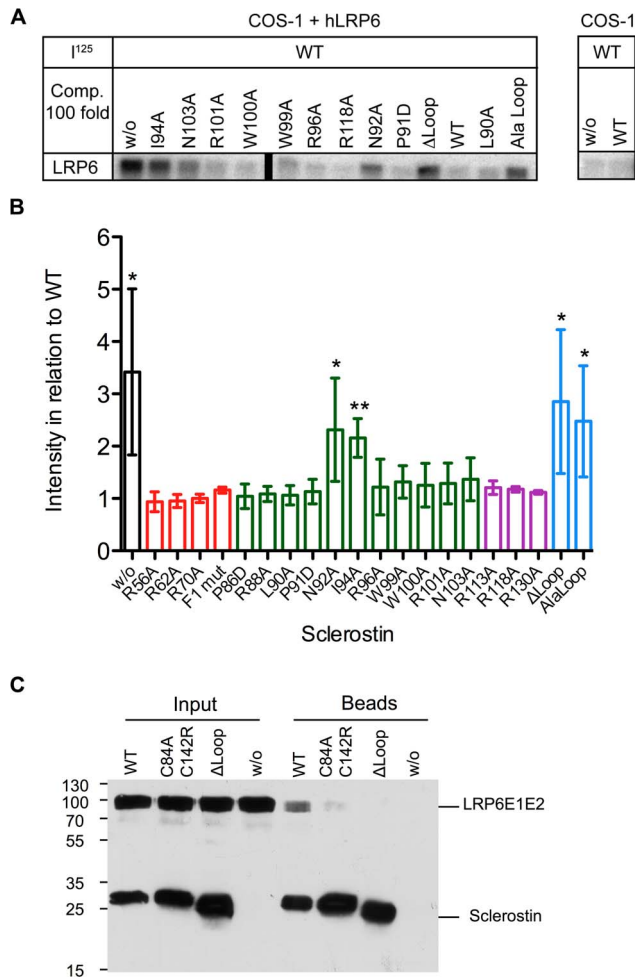 A
COS-1 + hLRP6
COS-1
I¹²⁵
WT
WT
Comp.
100 fold
w/o
I94A
N103A
R101A
W100A
W99A
R96A
R118A
N92A
P91D
ΔLoop
WT
L90A
Ala Loop
w/o
WT
LRP6
B
6
5
4
3
2
1
0
Intensity in relation to WT
*
*
**
*
*
w/o
R56A
R62A
R70A
F1 mut
P86D
R88A
L90A
P91D
N92A
I94A
R96A
W99A
W100A
R101A
N103A
R113A
R118A
R130A
ΔLoop
AlaLoop
Sclerostin
C
Input
Beads
WT
C84A
C142R
ΔLoop
w/o
WT
C84A
C142R
ΔLoop
w/o
130
100
70
55
35
25
15
LRP6E1E2
Sclerostin